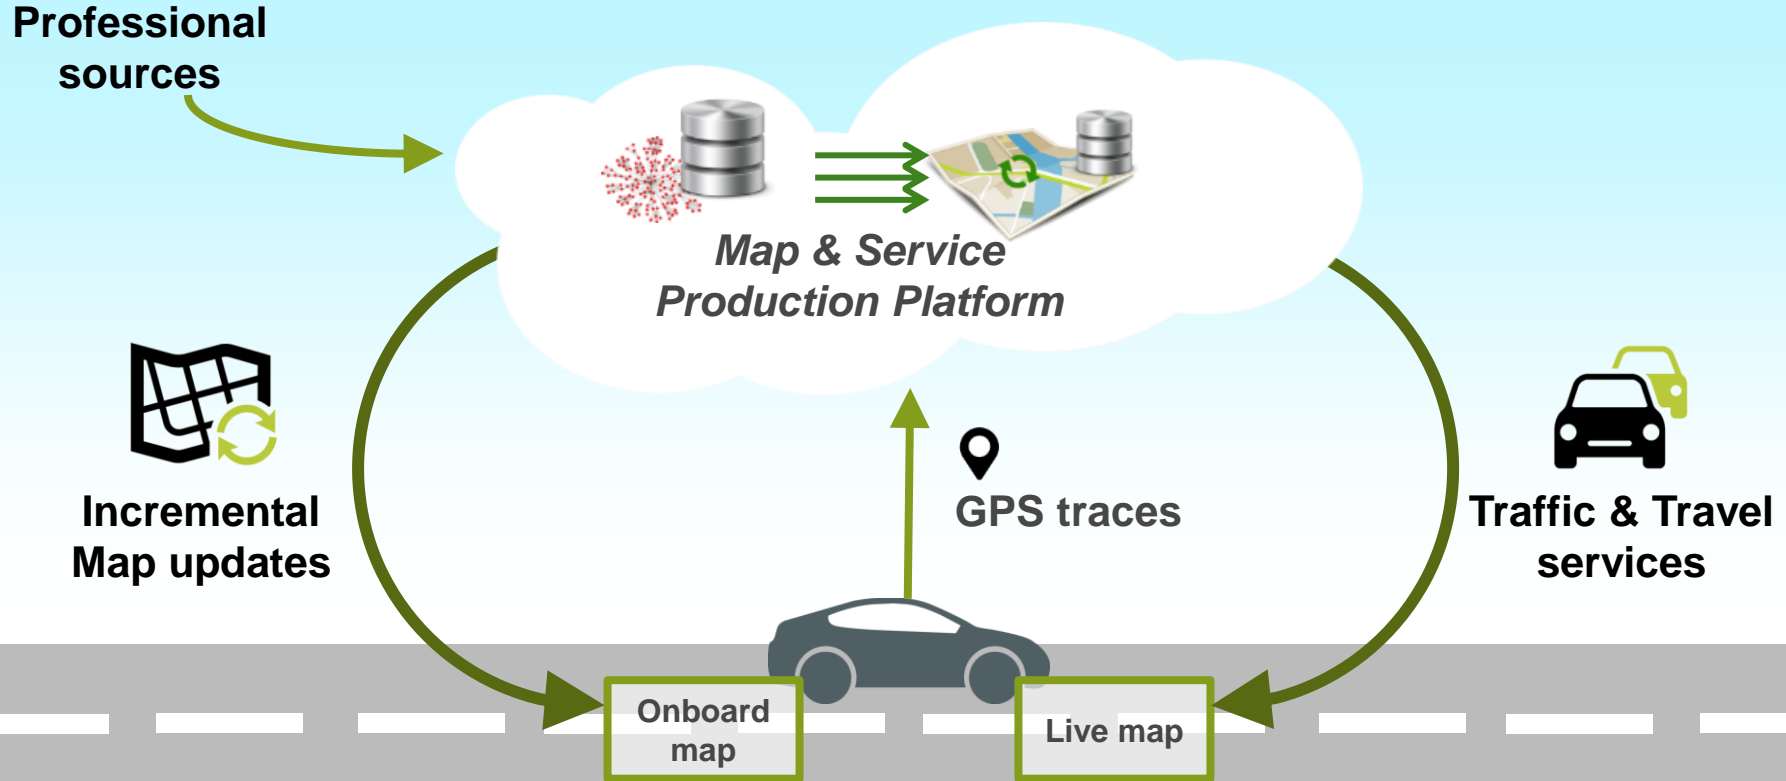 Professional
sources
Map & Service
Production Platform
Incremental
Map updates
GPS traces
Traffic & Travel
services
Onboard
map
Live map